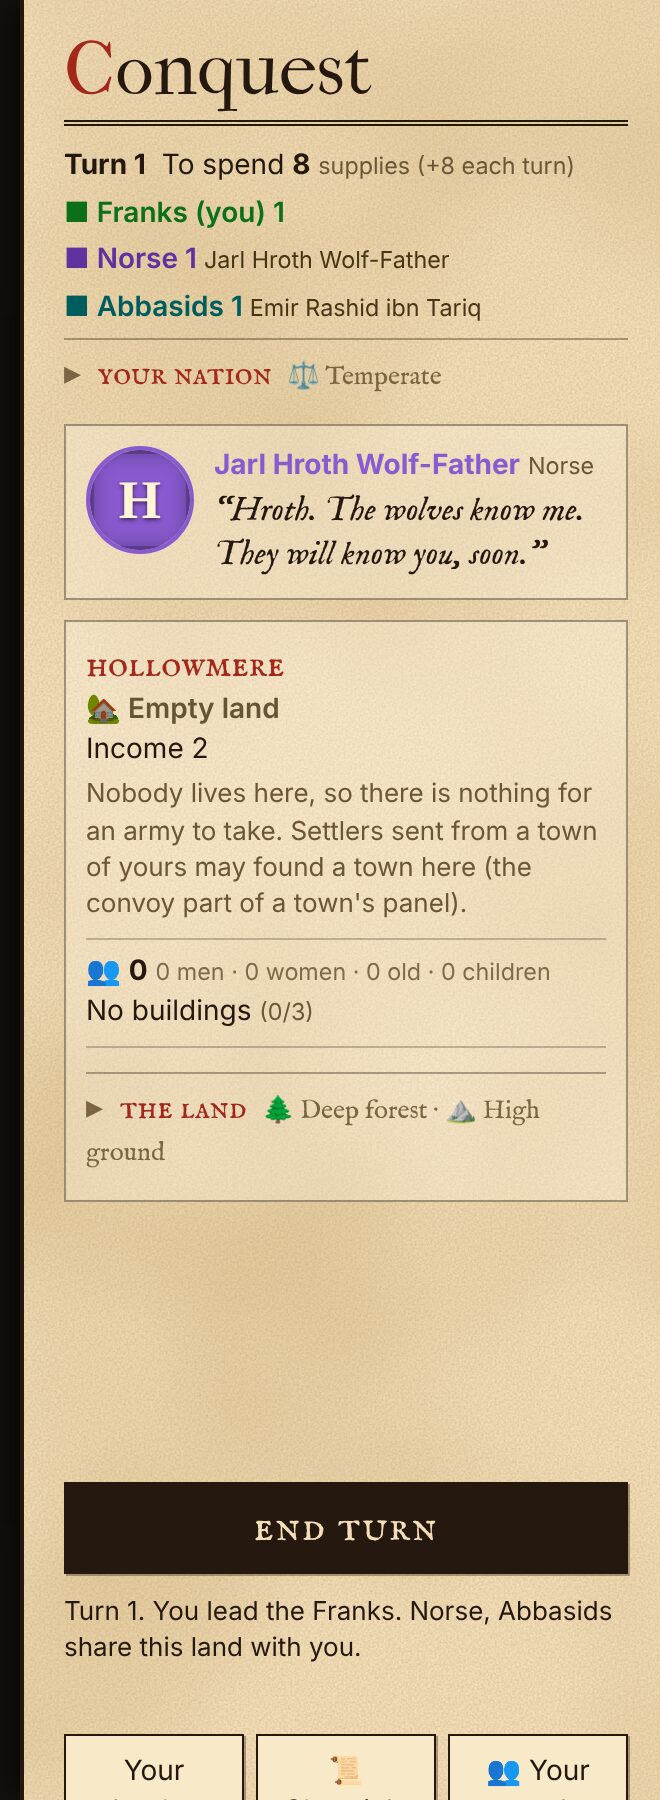 Conquest
Turn 1 To spend 8 supplies (+8 each turn)
Franks (you) 1
Norse 1 Jarl Hroth Wolf-Father
Abbasids 1 Emir Rashid ibn Tariq
▶ YOUR NATION ⚖️ Temperate
H
Jarl Hroth Wolf-Father Norse
“Hroth. The wolves know me.
They will know you, soon.”
HOLLOWMERE
🏡 Empty land
Income 2
Nobody lives here, so there is nothing for
an army to take. Settlers sent from a town
of yours may found a town here (the
convoy part of a town's panel).
👥 0 0 men · 0 women · 0 old · 0 children
No buildings (0/3)
▶ THE LAND 🌲 Deep forest · ⛰️ High
ground
END TURN
Turn 1. You lead the Franks. Norse, Abbasids
share this land with you.
Your 📜 👥 Your